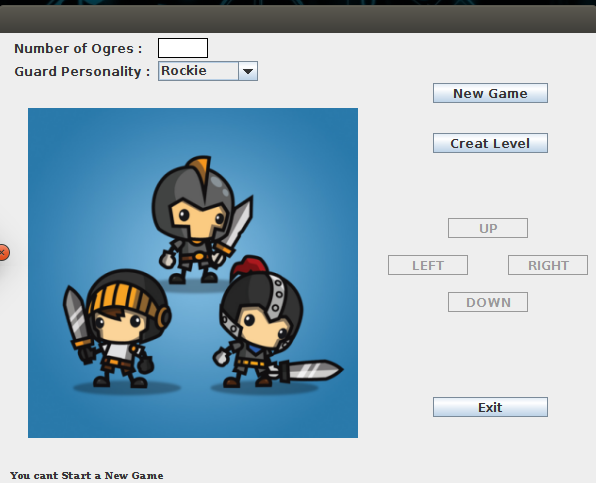 Number of Ogres :
Guard Personality : Rockie
New Game
Creat Level
UP
LEFT RIGHT
DOWN
Exit
You cant Start a New Game